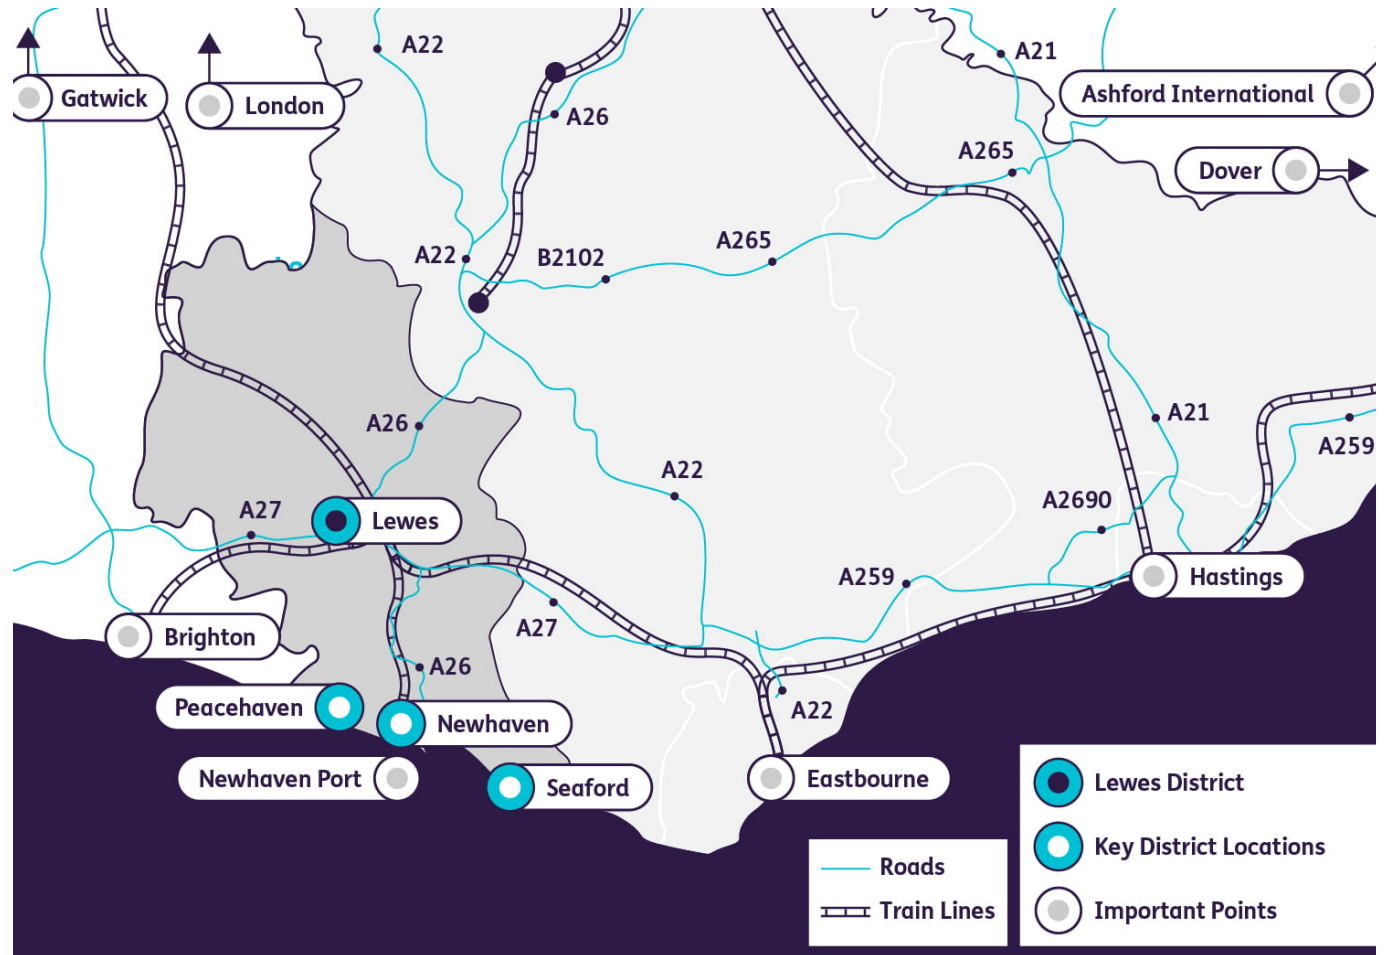 A22
A21
Gatwick
London
A26
Ashford International
A265
Dover
A22
B2102
A265
A26
A21
A259
A22
A2690
A27
Lewes
A259
Hastings
A27
Brighton
A26
Peacehaven
Newhaven
A22
Newhaven Port
Seaford
Eastbourne
Lewes District
Key District Locations
Important Points
Roads
Train Lines